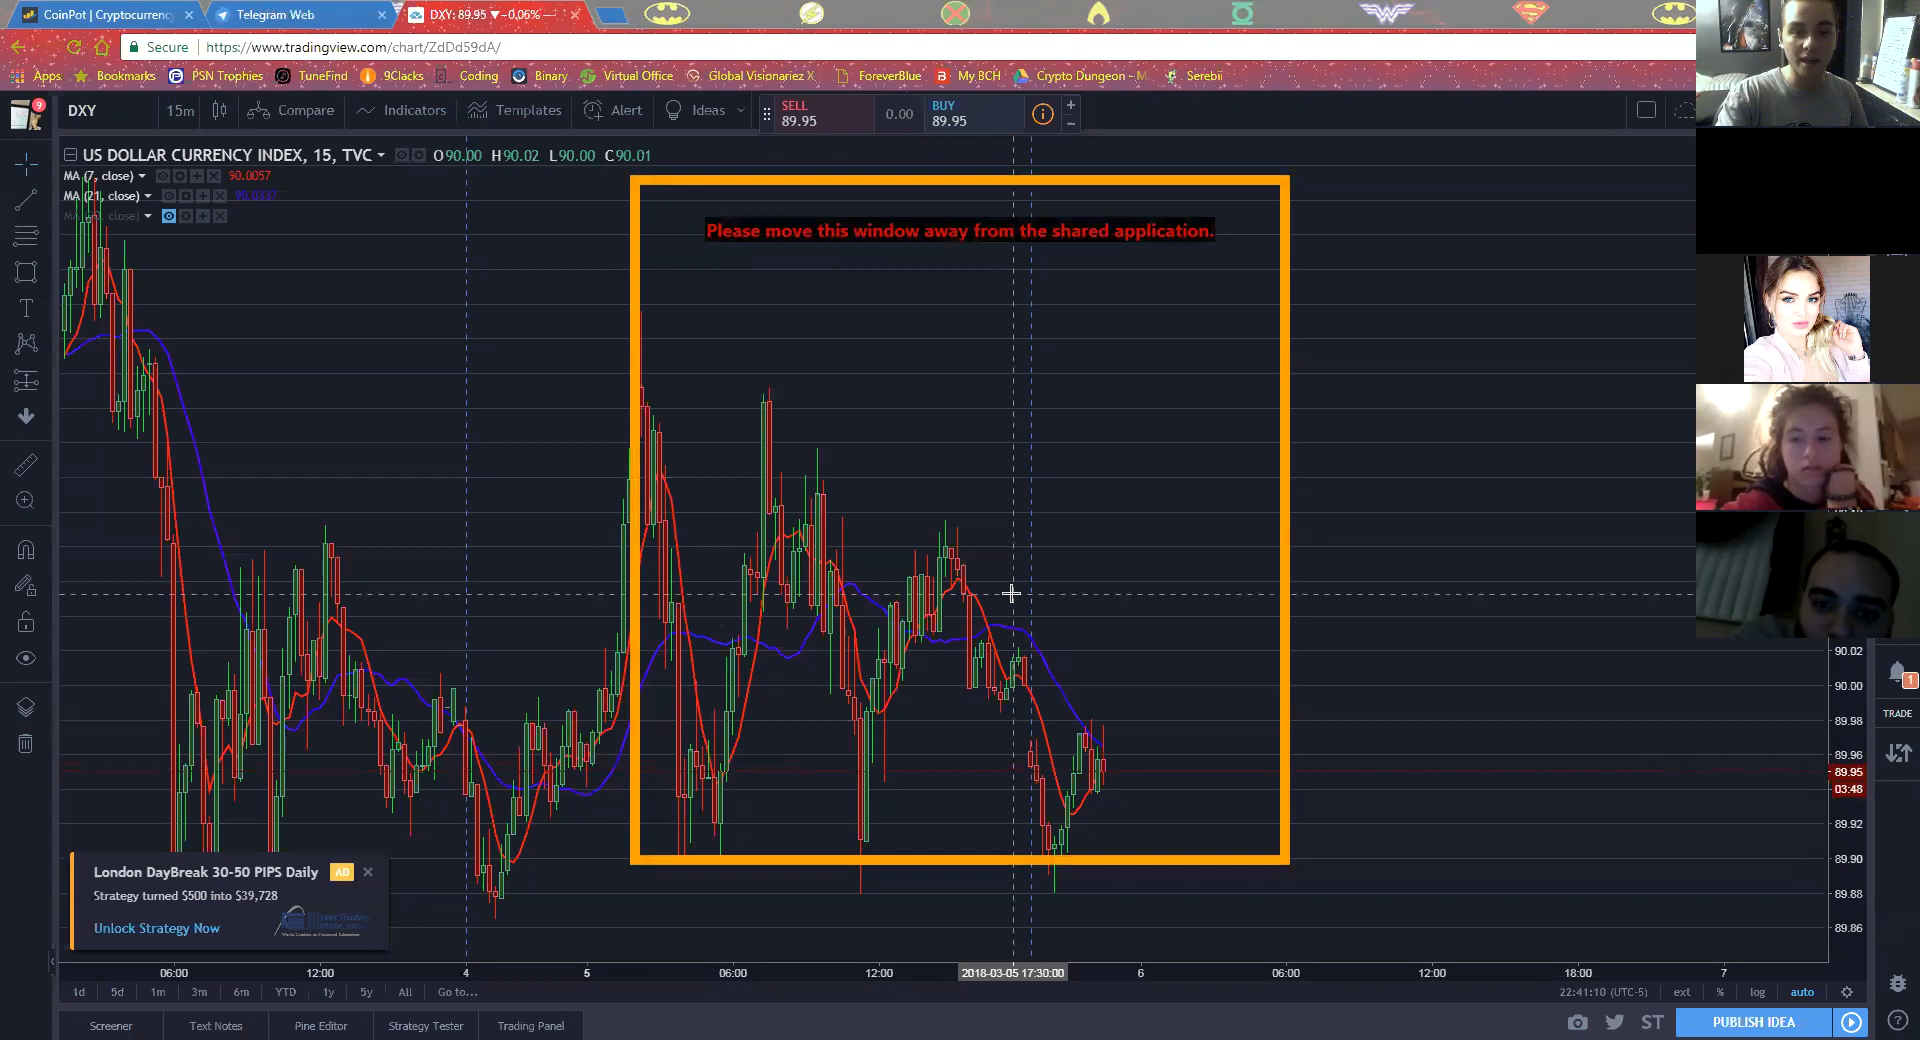 CoinPot | Cryptocurrency
Telegram Web
DXY: 89.95 ▼ −0.05% —
Secure
https://www.tradingview.com/chart/ZdDd59dA/
Apps
Bookmarks
PSN Trophies
TuneFind
9Clacks
Coding
Binary
Virtual Office
Global Visionariez X
ForeverBlue
My BCH
Crypto Dungeon - M
Serebii
9
DXY
15m
Compare
Indicators
Templates
Alert
Ideas
SELL
89.95
0.00
BUY
89.95
US DOLLAR CURRENCY INDEX, 15, TVC
O90.00 H90.02 L90.00 C90.01
MA (7, close)
90.0057
MA (21, close)
90.0337
close)
Please move this window away from the shared application.
90.02
90.00
89.98
89.96
89.95
03:48
89.92
89.90
89.88
89.86
1
TRADE
London DayBreak 30-50 PIPS Daily
AD
Strategy turned $500 into $39,728
Unlock Strategy Now
06:00
12:00
4
5
06:00
12:00
2018-03-05 17:30:00
6
06:00
12:00
18:00
7
1d
5d
1m
3m
6m
YTD
1y
5y
All
Go to...
22:41:10 (UTC-5)
ext
%
log
auto
Screener
Text Notes
Pine Editor
Strategy Tester
Trading Panel
ST
PUBLISH IDEA